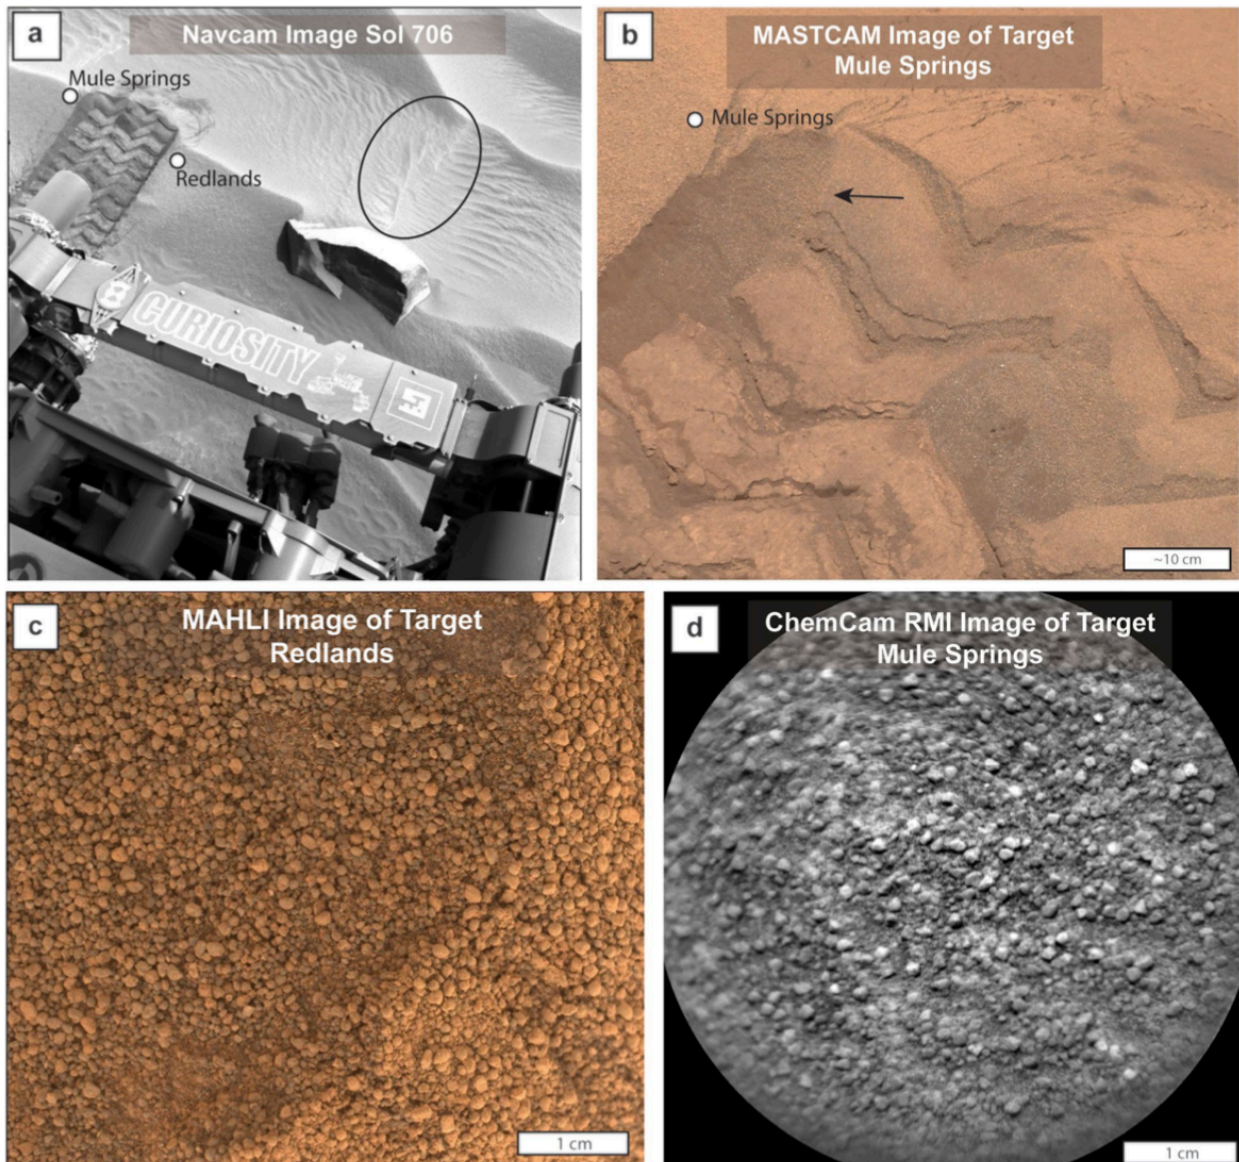 a
Navcam Image Sol 706
Mule Springs
Redlands
CURIOSITY
b
MASTCAM Image of Target
Mule Springs
Mule Springs
~10 cm
c
MAHLI Image of Target
Redlands
1 cm
d
ChemCam RMI Image of Target
Mule Springs
1 cm